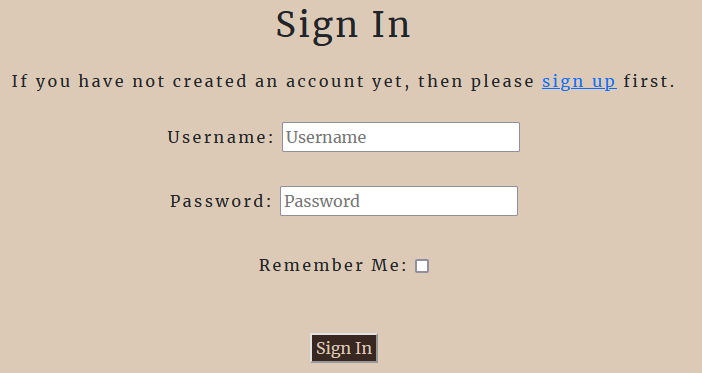 Sign In
If you have not created an account yet, then please sign up first.
Username: Username
Password: Password
Remember Me:
Sign In